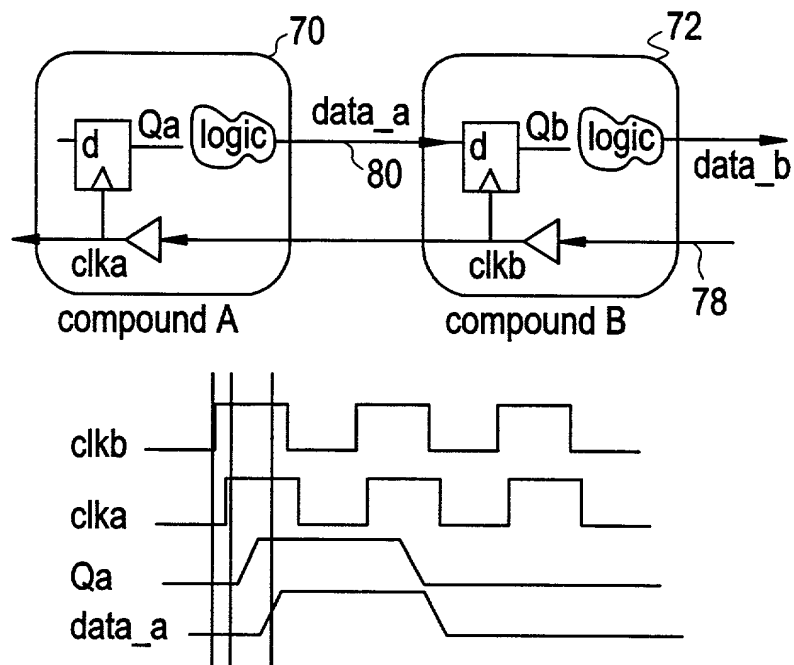 70
72
Qa
logic
data_a
80
d
Qb
logic
data_b
d
clka
clkb
78
compound A
compound B
clkb
clka
Qa
data_a